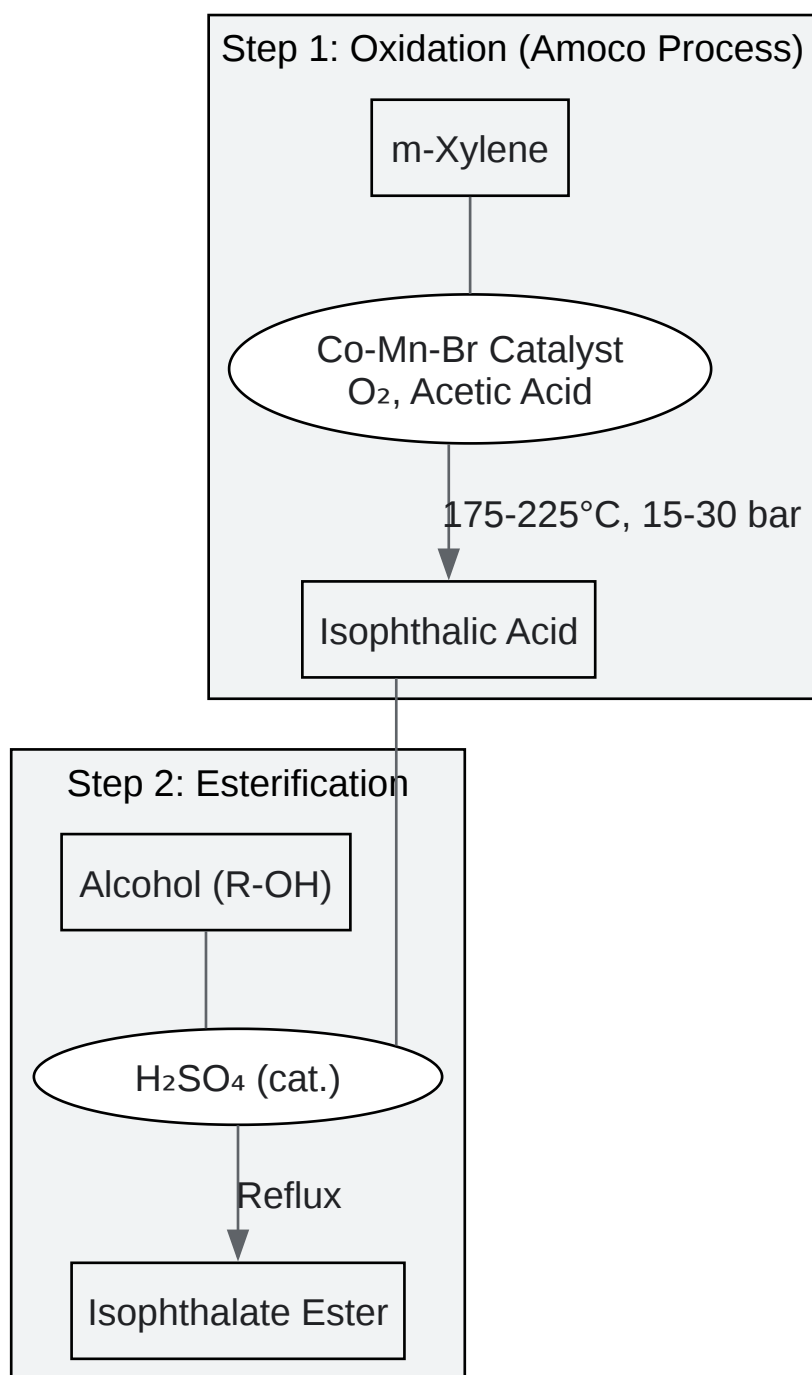 Step 1: Oxidation (Amoco Process)
m-Xylene
Co-Mn-Br Catalyst
O₂, Acetic Acid
175-225°C, 15-30 bar
Isophthalic Acid
Step 2: Esterification
Alcohol (R-OH)
H₂SO₄ (cat.)
Reflux
Isophthalate Ester